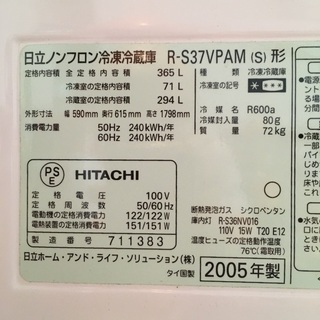 日立ノンフロン冷凍冷蔵庫 R-S37VPAM (S) 形
定格内容積 全定格内容積 365 L
冷凍室の定格内容積 71 L
冷蔵室の定格内容積 294 L
外形寸法 幅 590mm 奥行 615mm 高さ 1798mm
消費電力量 50Hz 240 kWh/年
60Hz 240 kWh/年
種類 冷凍冷蔵庫
冷凍室の記号
冷媒 R600a
冷媒封入量 80g
質量 72kg
PS
E
HITACHI
定格電圧 100V
定格周波数 50/60Hz
電動機の定格消費電力 122/122W
電熱装置の定格消費電力 151/151W
製造番号 711383
断熱発泡ガス シクロペンタン
庫内灯 R-S36NV016
110V 15W T20 E12
温度ヒューズの定格動作温度
76℃(電取用)
日立ホーム・アンド・ライフ・ソリューション(株)
タイ国製
2005年製